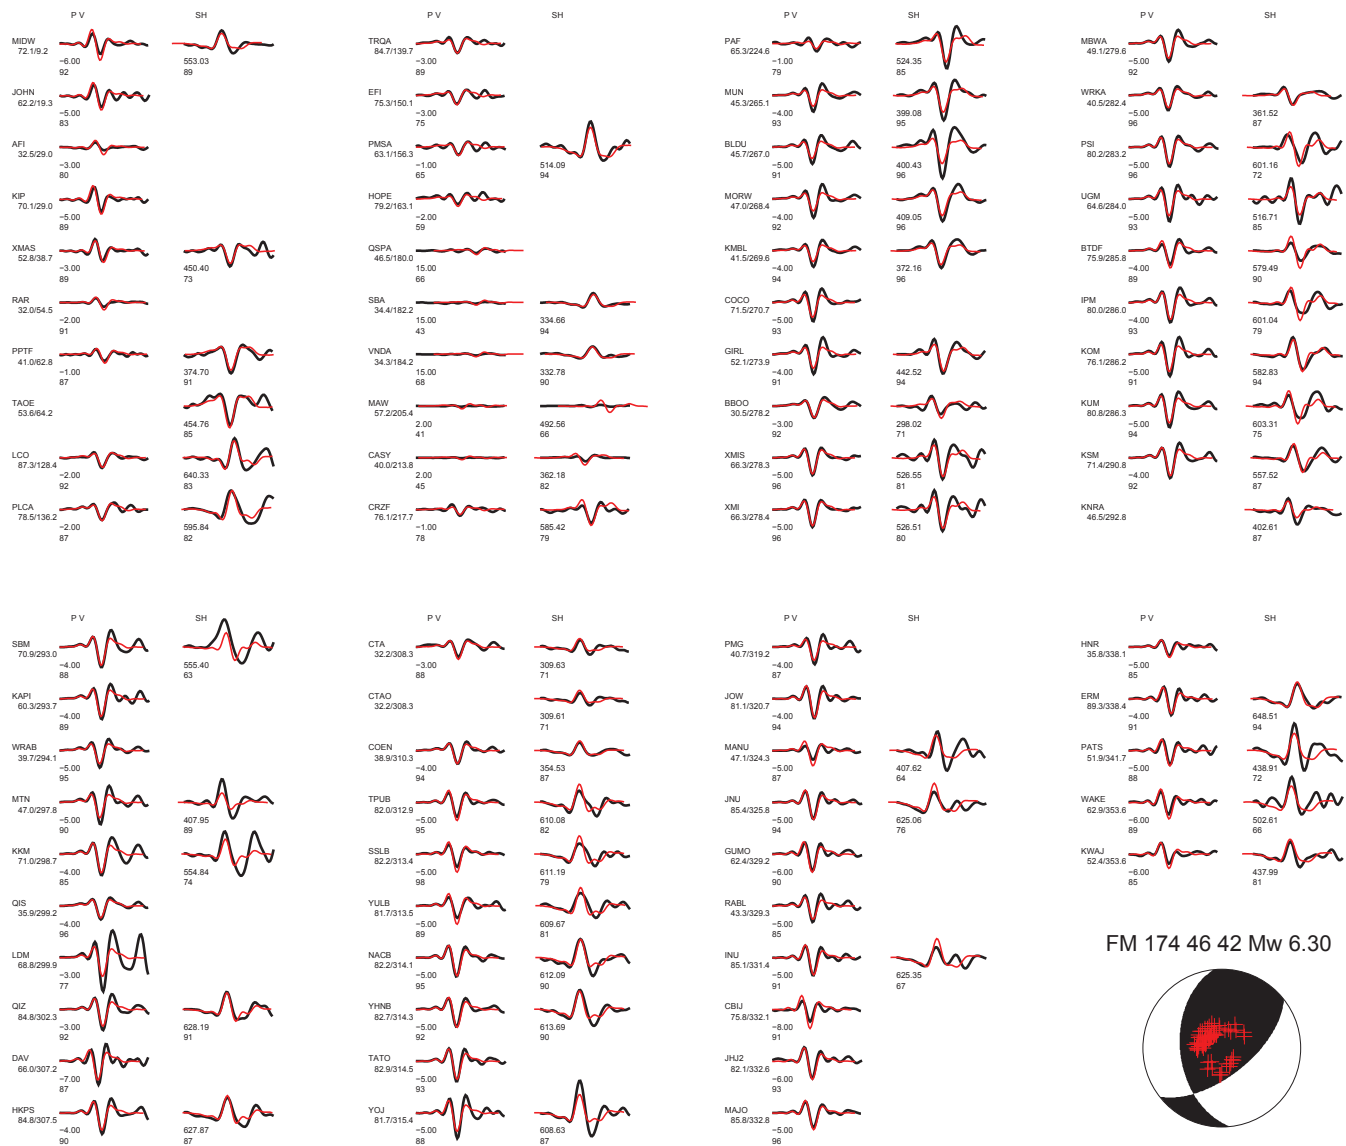 P V SH
MIDW
72.1/9.2
−6.00 553.03
92 89
JOHN
62.2/19.3
−5.00
83
AFI
32.5/29.0
−3.00
80
KIP
70.1/29.0
−5.00
89
XMAS
52.8/38.7
−3.00 450.40
89 73
RAR
32.0/54.5
−2.00
91
PPTF
41.0/62.8
−1.00 374.70
87 91
TAOE
53.6/64.2
454.76
85
LCO
87.3/128.4
−2.00 640.33
92 83
PLCA
78.5/136.2
−2.00 595.84
87 82
P V SH
TRQA
84.7/139.7
−3.00
89
EFI
75.3/150.1
−3.00
75
PMSA
63.1/156.3
−1.00 514.09
65 94
HOPE
79.2/163.1
−2.00
59
QSPA
46.5/180.0
15.00
66
SBA
34.4/182.2
15.00 334.66
43 94
VNDA
34.3/184.2
15.00 332.78
68 90
MAW
57.2/205.4
2.00 492.56
41 66
CASY
40.0/213.8
2.00 362.18
45 82
CRZF
76.1/217.7
−1.00 585.42
78 79
P V SH
PAF
65.3/224.6
−1.00 524.35
79 85
MUN
45.3/265.1
−4.00 399.08
93 95
BLDU
45.7/267.0
−5.00 400.43
91 96
MORW
47.0/268.4
−4.00 409.05
92 96
KMBL
41.5/269.6
−4.00 372.16
94 96
COCO
71.5/270.7
−5.00
93
GIRL
52.1/273.9
−4.00 442.52
91 94
BBOO
30.5/278.2
−3.00 298.02
92 71
XMIS
66.3/278.3
−5.00 526.55
96 81
XMI
66.3/278.4
−5.00 526.51
96 80
P V SH
MBWA
49.1/279.6
−5.00
92
WRKA
40.5/282.4
−5.00 361.52
96 87
PSI
80.2/283.2
−5.00 601.16
96 72
UGM
64.6/284.0
−5.00 516.71
93 85
BTDF
75.9/285.8
−4.00 579.49
89 90
IPM
80.0/286.0
−4.00 601.04
93 79
KOM
76.1/286.2
−5.00 582.83
91 94
KUM
80.8/286.3
−5.00 603.31
94 75
KSM
71.4/290.8
−4.00 557.52
92 87
KNRA
46.5/292.8
402.61
87
P V SH
SBM
70.9/293.0
−4.00 555.40
88 63
KAPI
60.3/293.7
−4.00
89
WRAB
39.7/294.1
−5.00
95
MTN
47.0/297.8
−5.00 407.95
90 89
KKM
71.0/298.7
−4.00 554.84
85 74
QIS
35.9/299.2
−4.00
96
LDM
68.8/299.9
−3.00
77
QIZ
84.8/302.3
−3.00 628.19
92 91
DAV
66.0/307.2
−7.00
87
HKPS
84.8/307.5
−4.00 627.87
90 87
P V SH
CTA
32.2/308.3
−3.00 309.63
88 71
CTAO
32.2/308.3
309.61
71
COEN
38.9/310.3
−4.00 354.53
94 87
TPUB
82.0/312.9
−5.00 610.08
95 82
SSLB
82.2/313.4
−5.00 611.19
98 79
YULB
81.7/313.5
−5.00 609.67
89 81
NACB
82.2/314.1
−5.00 612.09
95 90
YHNB
82.7/314.3
−5.00 613.69
92 90
TATO
82.9/314.5
−5.00
93
YOJ
81.7/315.4
−5.00 608.63
88 87
P V SH
PMG
40.7/319.2
−4.00
87
JOW
81.1/320.7
−4.00
94
MANU
47.1/324.3
−5.00 407.62
87 64
JNU
85.4/325.8
−5.00 625.06
94 76
GUMO
62.4/329.2
−6.00
90
RABL
43.3/329.3
−5.00
85
INU
85.1/331.4
−5.00 625.35
91 67
CBIJ
75.8/332.1
−8.00
91
JHJ2
82.1/332.6
−6.00
93
MAJO
85.8/332.8
−5.00
96
P V SH
HNR
35.8/338.1
−5.00
85
ERM
89.3/338.4
−4.00 648.51
91 94
PATS
51.9/341.7
−5.00 438.91
88 72
WAKE
62.9/353.6
−6.00 502.61
89 66
KWAJ
52.4/353.6
−6.00 437.99
85 81
FM 174 46 42 Mw 6.30